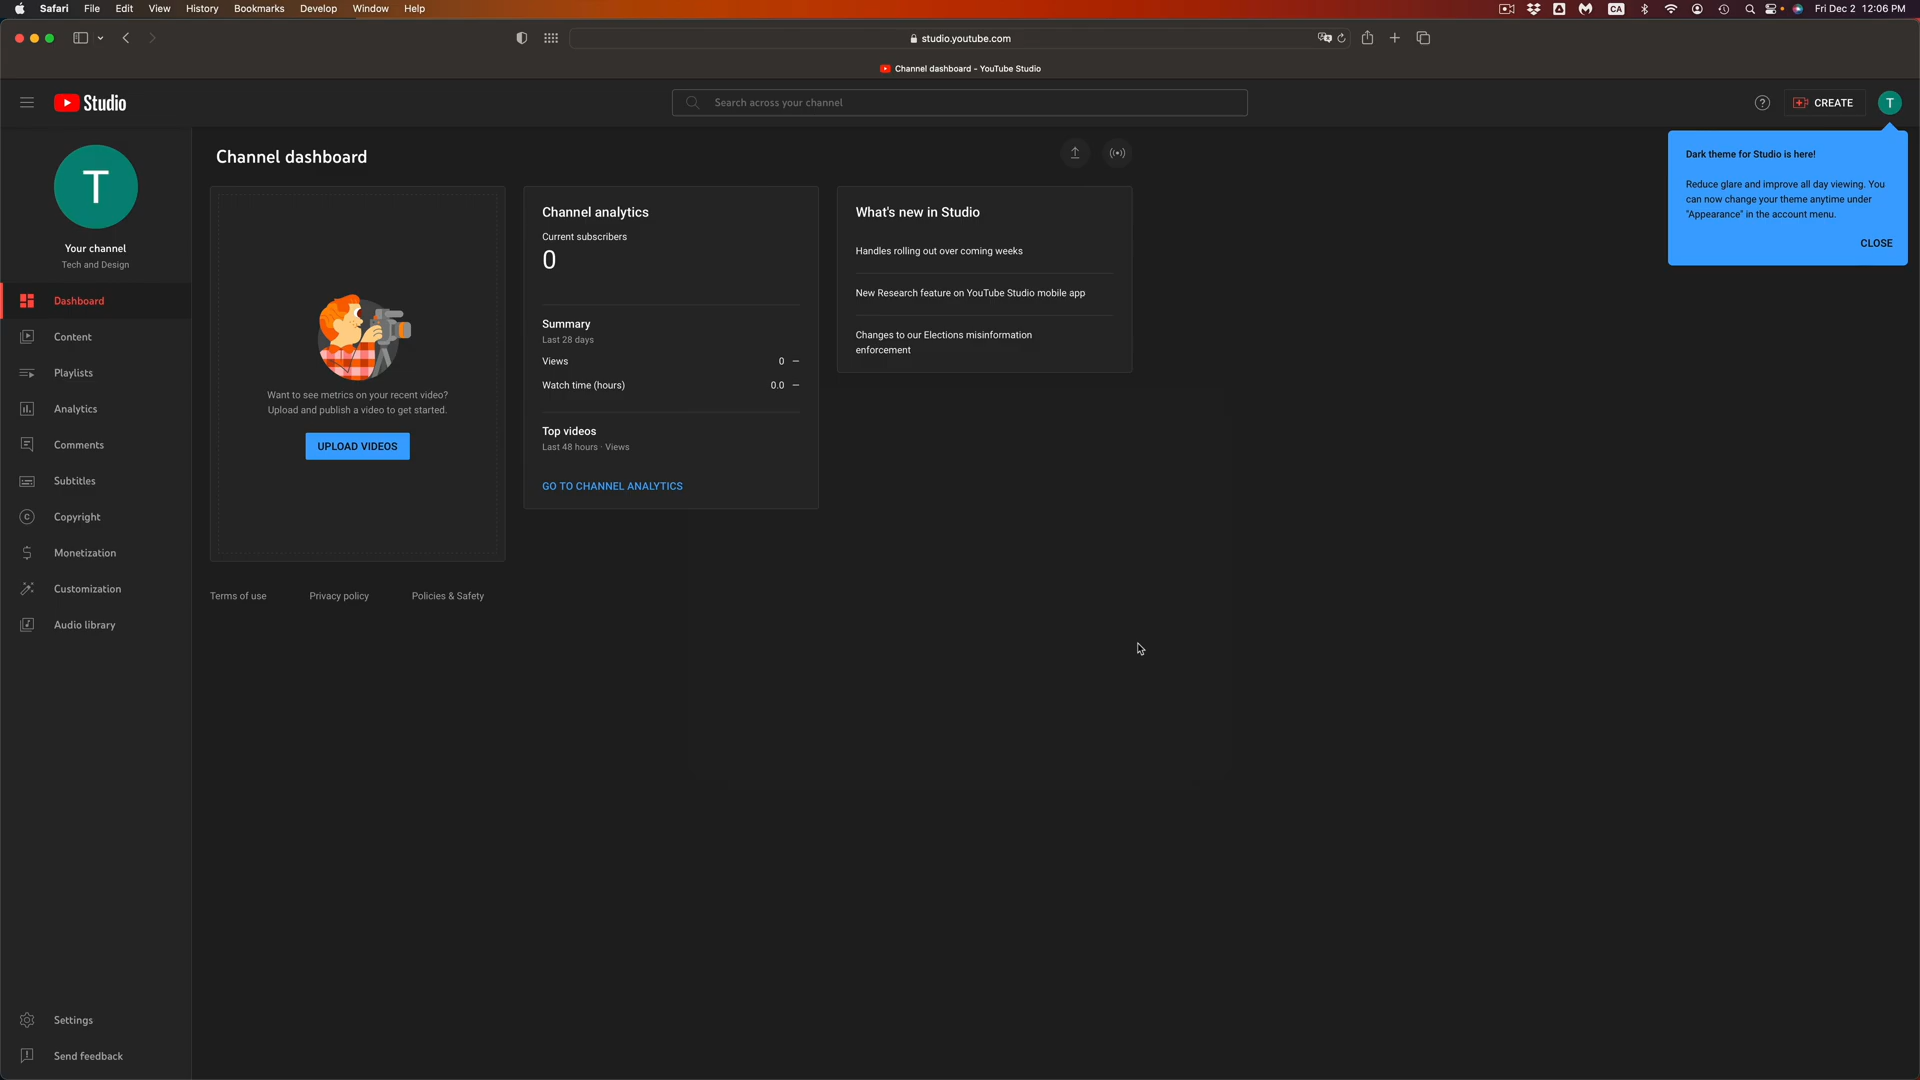 Safari File Edit View History Bookmarks Develop Window Help
CA
Fri Dec 2 12:06 PM
studio.youtube.com
Channel dashboard - YouTube Studio
Studio
Search across your channel
CREATE
T
Dark theme for Studio is here!
Reduce glare and improve all day viewing. You
can now change your theme anytime under
"Appearance" in the account menu.
CLOSE
T
Your channel
Tech and Design
Dashboard
Content
Playlists
Analytics
Comments
Subtitles
Copyright
Monetization
Customization
Audio library
Settings
Send feedback
Channel dashboard
Want to see metrics on your recent video?
Upload and publish a video to get started.
UPLOAD VIDEOS
Channel analytics
Current subscribers
0
Summary
Last 28 days
Views 0 —
Watch time (hours) 0.0 —
Top videos
Last 48 hours · Views
GO TO CHANNEL ANALYTICS
What's new in Studio
Handles rolling out over coming weeks
New Research feature on YouTube Studio mobile app
Changes to our Elections misinformation
enforcement
Terms of use Privacy policy Policies & Safety